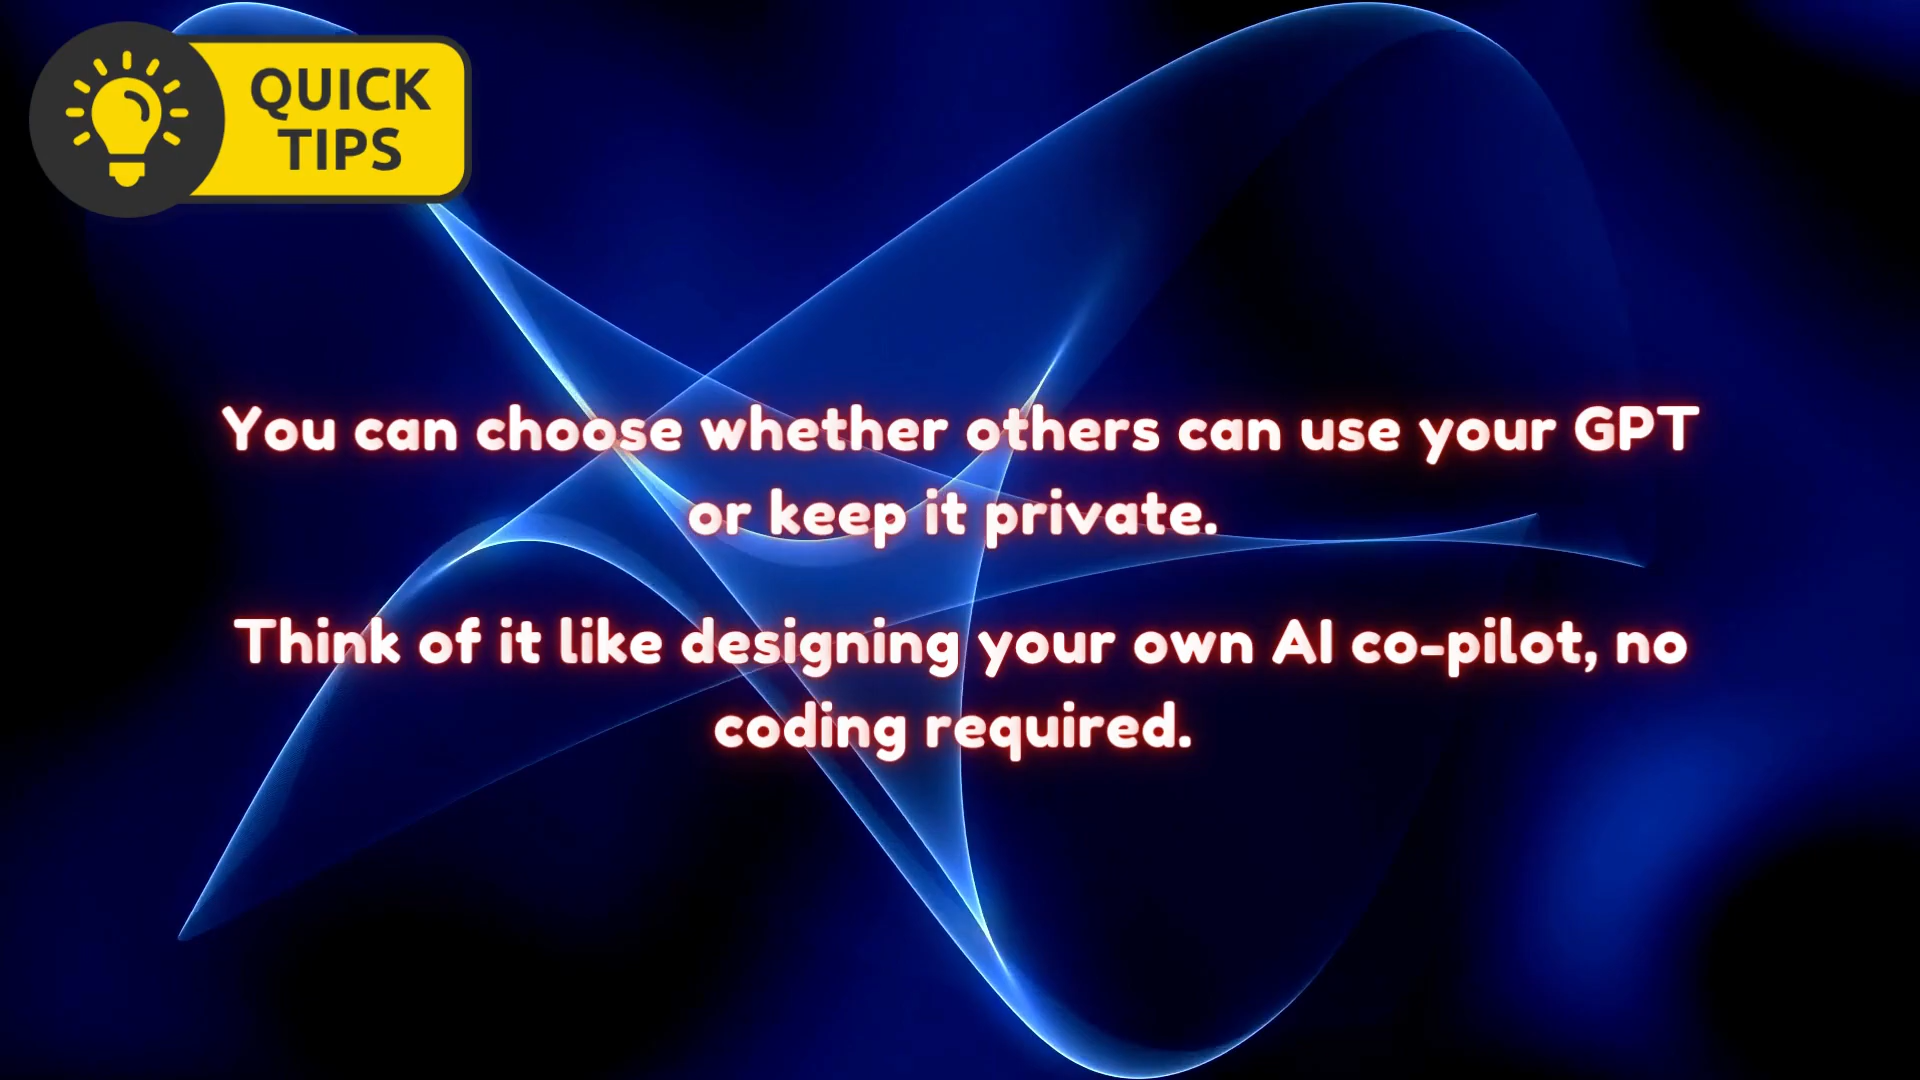 QUICK
TIPS
You can choose whether others can use your GPT
or keep it private.
Think of it like designing your own AI co-pilot, no
coding required.